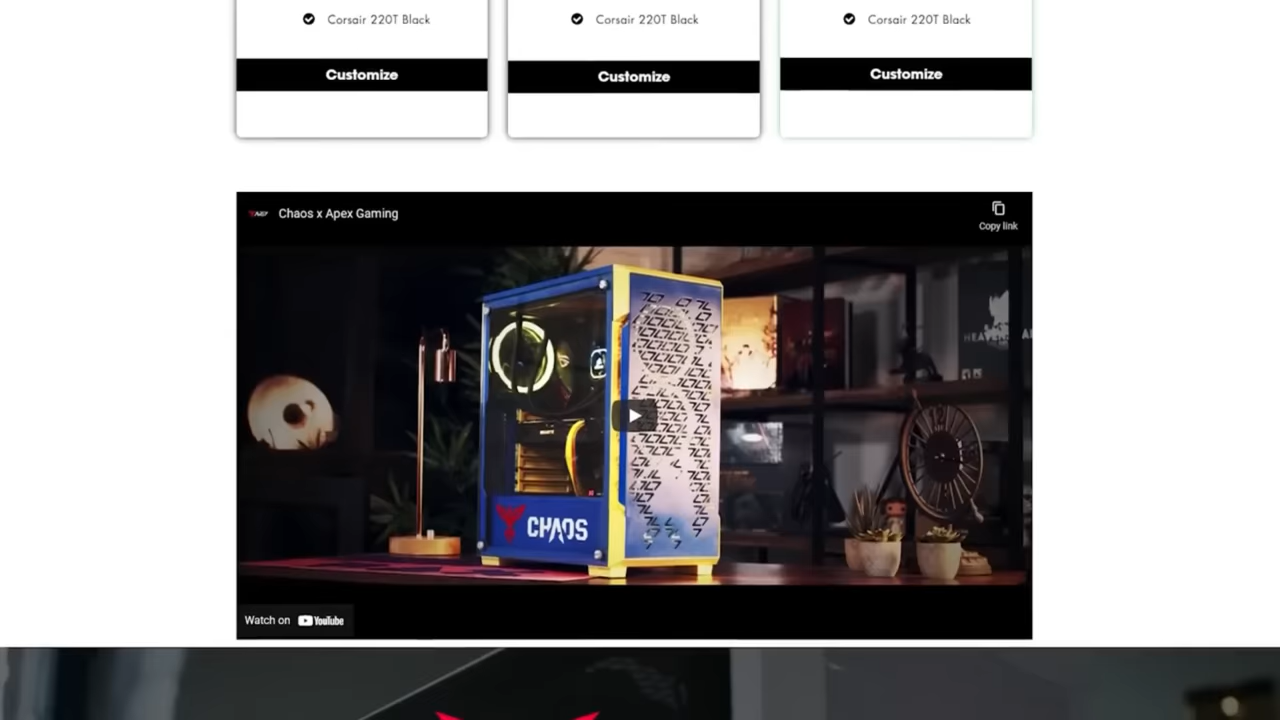 Corsair 220T Black
Corsair 220T Black
Corsair 220T Black
Customize
Customize
Customize
Chaos x Apex Gaming
Copy link
CHAOS
Watch on YouTube